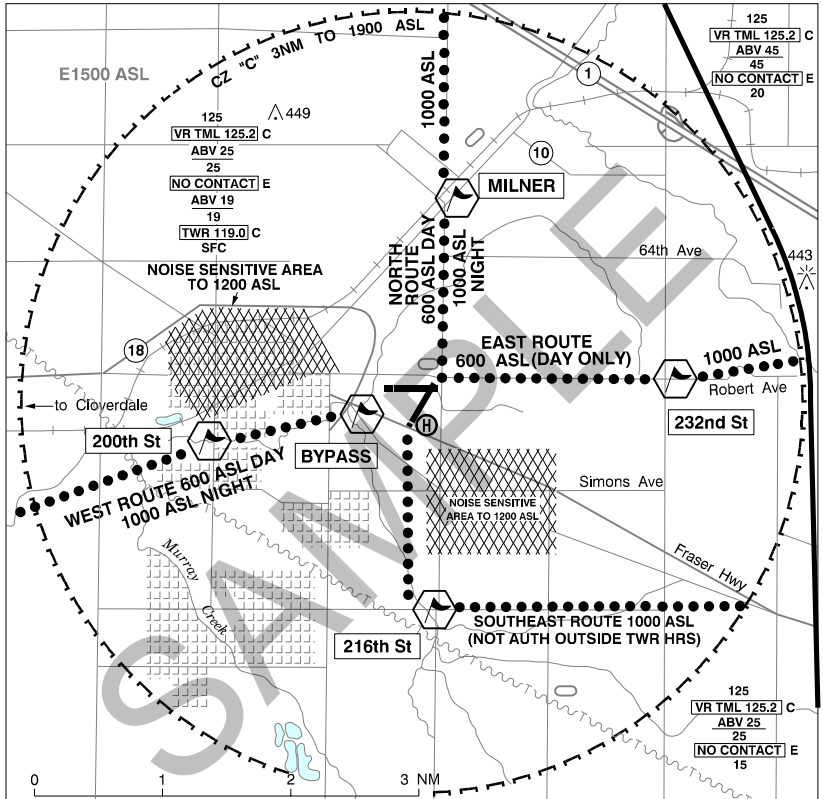 CZ "C" 3NM TO 1900 ASL
E1500 ASL
125
VR TML 125.2 C
ABV 45
45
NO CONTACT E
20
1
449
125
VR TML 125.2 C
ABV 25
25
NO CONTACT E
ABV 19
19
TWR 119.0 C
SFC
1000 ASL
10
MILNER
NORTH
ROUTE
600 ASL DAY
1000 ASL
NIGHT
64th Ave
443
NOISE SENSITIVE AREA
TO 1200 ASL
18
EAST ROUTE
600 ASL (DAY ONLY)
1000 ASL
Robert Ave
232nd St
to Cloverdale
200th St
BYPASS
H
WEST ROUTE 600 ASL DAY
1000 ASL NIGHT
Simons Ave
NOISE SENSITIVE
AREA TO 1200 ASL
Murray
Creek
Fraser Hwy
216th St
SOUTHEAST ROUTE 1000 ASL
(NOT AUTH OUTSIDE TWR HRS)
125
VR TML 125.2 C
ABV 25
25
NO CONTACT E
15
0 1 2 3 NM
SAMPLE